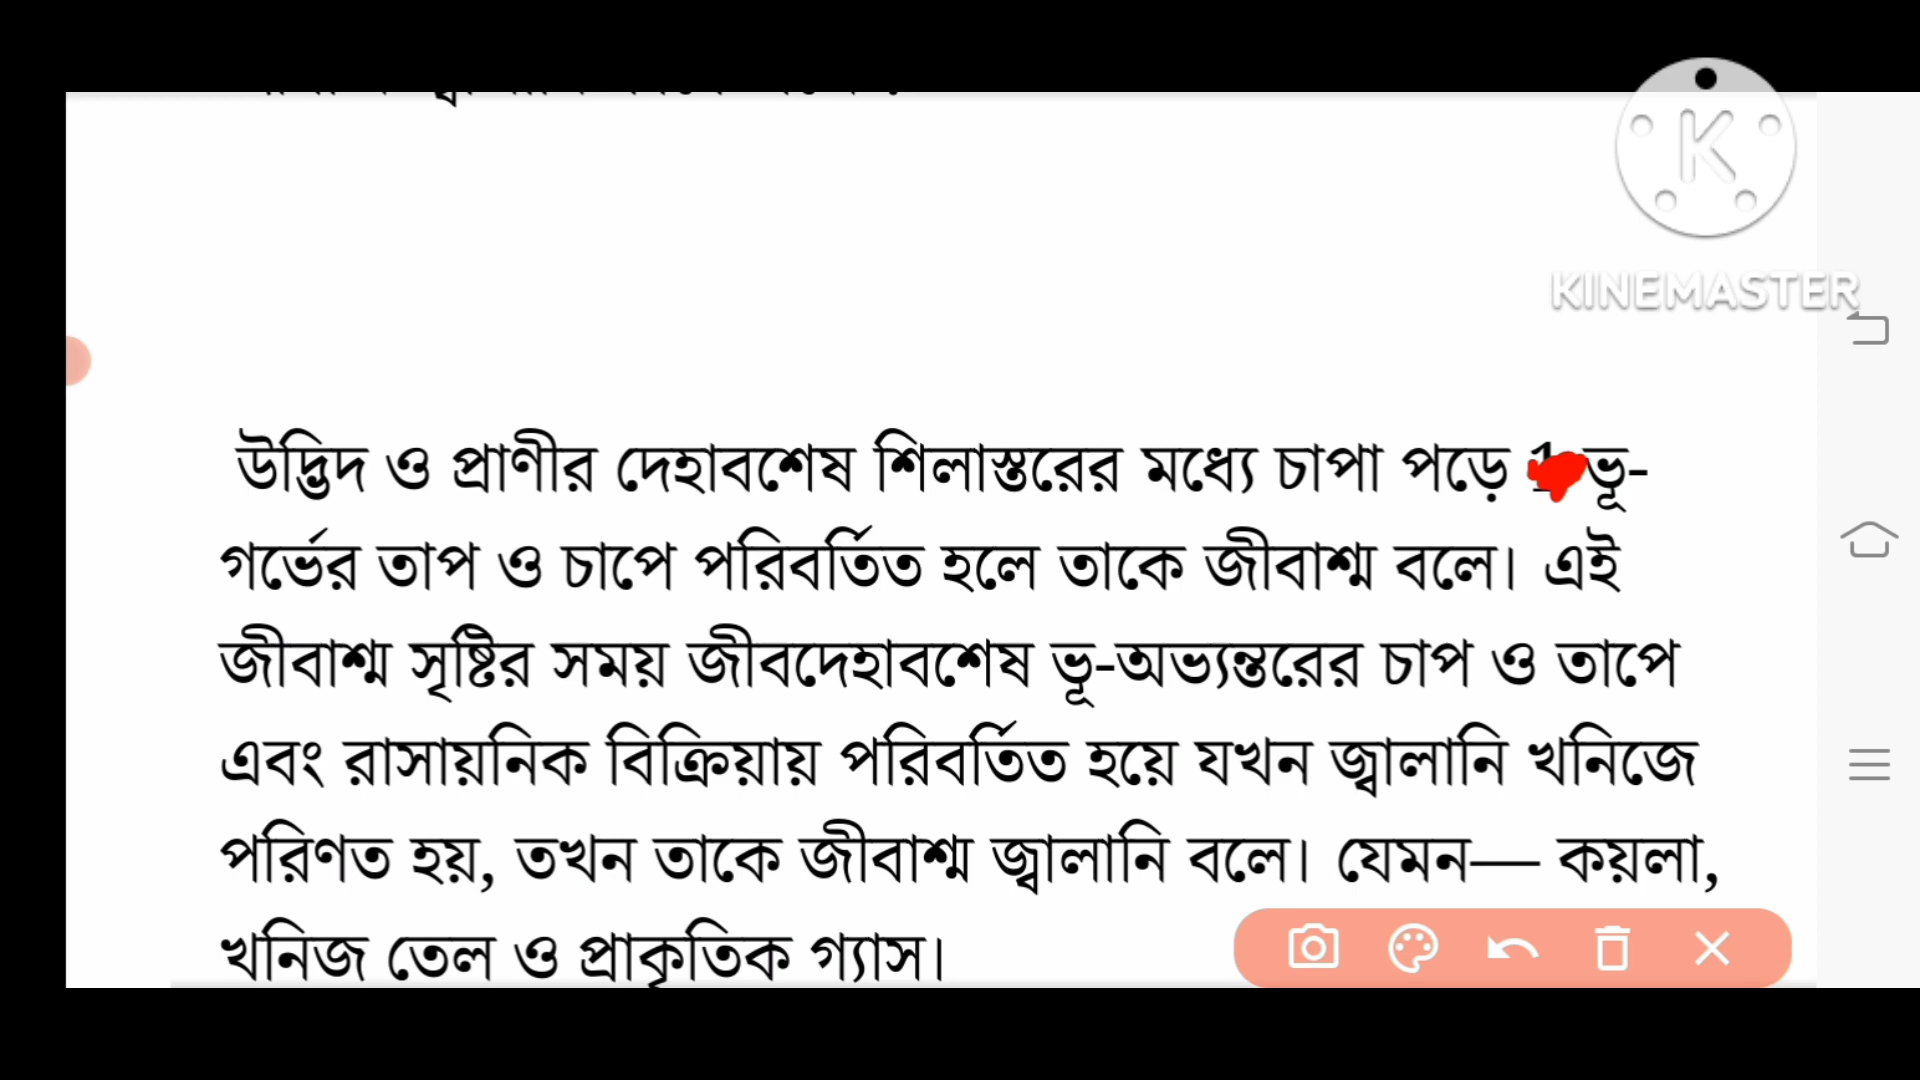 KINEMASTER
উদ্ভিদ ও প্রাণীর দেহাবশেষ শিলাস্তরের মধ্যে চাপা পড়ে ভূ-
গর্ভের তাপ ও চাপে পরিবর্তিত হলে তাকে জীবাশ্ম বলে। এই
জীবাশ্ম সৃষ্টির সময় জীবদেহাবশেষ ভূ-অভ্যন্তরের চাপ ও তাপে
এবং রাসায়নিক বিক্রিয়ায় পরিবর্তিত হয়ে যখন জ্বালানি খনিজে
পরিণত হয়, তখন তাকে জীবাশ্ম জ্বালানি বলে। যেমন— কয়লা,
খনিজ তেল ও প্রাকৃতিক গ্যাস।